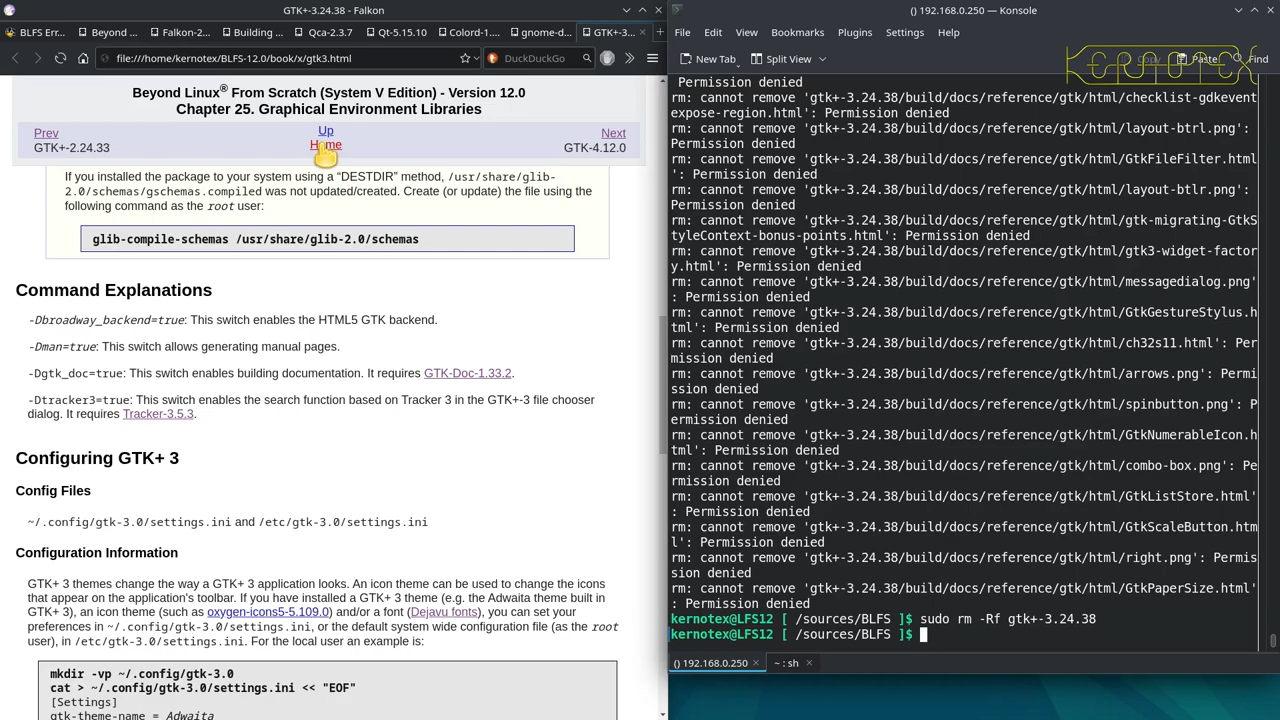 GTK+-3.24.38 - Falkon
BLFS Err...
Beyond ...
Falkon-2...
Building ...
Qca-2.3.7
Qt-5.15.10
Colord-1....
gnome-d...
GTK+-3...
file:///home/kernotex/BLFS-12.0/book/x/gtk3.html
DuckDuckGo
Beyond Linux® From Scratch (System V Edition) - Version 12.0
Chapter 25. Graphical Environment Libraries
Prev
Up
Next
GTK+-2.24.33
Home
GTK-4.12.0
If you installed the package to your system using a “DESTDIR” method, /usr/share/glib-
2.0/schemas/gschemas.compiled was not updated/created. Create (or update) the file using the
following command as the root user:
glib-compile-schemas /usr/share/glib-2.0/schemas
Command Explanations
-Dbroadway_backend=true: This switch enables the HTML5 GTK backend.
-Dman=true: This switch allows generating manual pages.
-Dgtk_doc=true: This switch enables building documentation. It requires GTK-Doc-1.33.2.
-Dtracker3=true: This switch enables the search function based on Tracker 3 in the GTK+-3 file chooser
dialog. It requires Tracker-3.5.3.
Configuring GTK+ 3
Config Files
~/.config/gtk-3.0/settings.ini and /etc/gtk-3.0/settings.ini
Configuration Information
GTK+ 3 themes change the way a GTK+ 3 application looks. An icon theme can be used to change the icons
that appear on the application's toolbar. If you have installed a GTK+ 3 theme (e.g. the Adwaita theme built in
GTK+ 3), an icon theme (such as oxygen-icons5-5.109.0) and/or a font (Dejavu fonts), you can set your
preferences in ~/.config/gtk-3.0/settings.ini, or the default system wide configuration file (as the root
user), in /etc/gtk-3.0/settings.ini. For the local user an example is:
mkdir -vp ~/.config/gtk-3.0
cat > ~/.config/gtk-3.0/settings.ini << "EOF"
[Settings]
gtk-theme-name = Adwaita
() 192.168.0.250 — Konsole
File Edit View Bookmarks Plugins Settings Help
New Tab Split View Copy Paste Find
KERNOTEX
Permission denied
rm: cannot remove 'gtk+-3.24.38/build/docs/reference/gtk/html/checklist-gdkevent
expose-region.html': Permission denied
rm: cannot remove 'gtk+-3.24.38/build/docs/reference/gtk/html/layout-btrl.png':
Permission denied
rm: cannot remove 'gtk+-3.24.38/build/docs/reference/gtk/html/GtkFileFilter.html
': Permission denied
rm: cannot remove 'gtk+-3.24.38/build/docs/reference/gtk/html/layout-btlr.png':
Permission denied
rm: cannot remove 'gtk+-3.24.38/build/docs/reference/gtk/html/gtk-migrating-GtkS
tyleContext-bonus-points.html': Permission denied
rm: cannot remove 'gtk+-3.24.38/build/docs/reference/gtk/html/gtk3-widget-factor
y.html': Permission denied
rm: cannot remove 'gtk+-3.24.38/build/docs/reference/gtk/html/messagedialog.png'
: Permission denied
rm: cannot remove 'gtk+-3.24.38/build/docs/reference/gtk/html/GtkGestureStylus.h
tml': Permission denied
rm: cannot remove 'gtk+-3.24.38/build/docs/reference/gtk/html/ch32s11.html': Per
mission denied
rm: cannot remove 'gtk+-3.24.38/build/docs/reference/gtk/html/arrows.png': Permi
ssion denied
rm: cannot remove 'gtk+-3.24.38/build/docs/reference/gtk/html/spinbutton.png': P
ermission denied
rm: cannot remove 'gtk+-3.24.38/build/docs/reference/gtk/html/GtkNumerableIcon.h
tml': Permission denied
rm: cannot remove 'gtk+-3.24.38/build/docs/reference/gtk/html/combo-box.png': Pe
rmission denied
rm: cannot remove 'gtk+-3.24.38/build/docs/reference/gtk/html/GtkListStore.html'
: Permission denied
rm: cannot remove 'gtk+-3.24.38/build/docs/reference/gtk/html/GtkScaleButton.htm
l': Permission denied
rm: cannot remove 'gtk+-3.24.38/build/docs/reference/gtk/html/right.png': Permis
sion denied
rm: cannot remove 'gtk+-3.24.38/build/docs/reference/gtk/html/GtkPaperSize.html'
: Permission denied
kernotex@LFS12 [ /sources/BLFS ]$ sudo rm -Rf gtk+-3.24.38
kernotex@LFS12 [ /sources/BLFS ]$
() 192.168.0.250
~ : sh